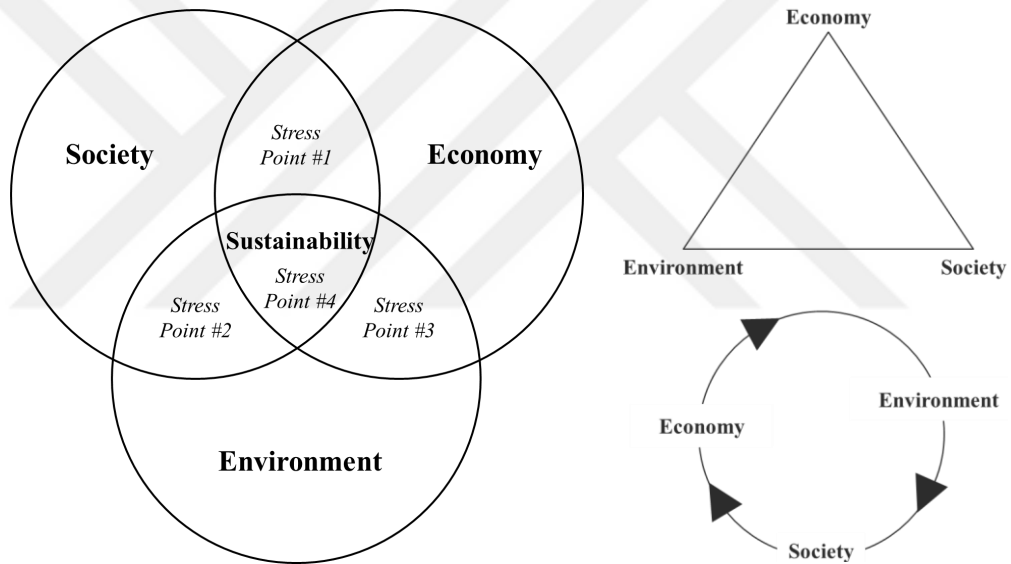 Society
Stress
Point #1
Economy
Sustainability
Stress
Point #4
Stress
Point #2
Stress
Point #3
Environment
Economy
Environment
Society
Environment
Economy
Society